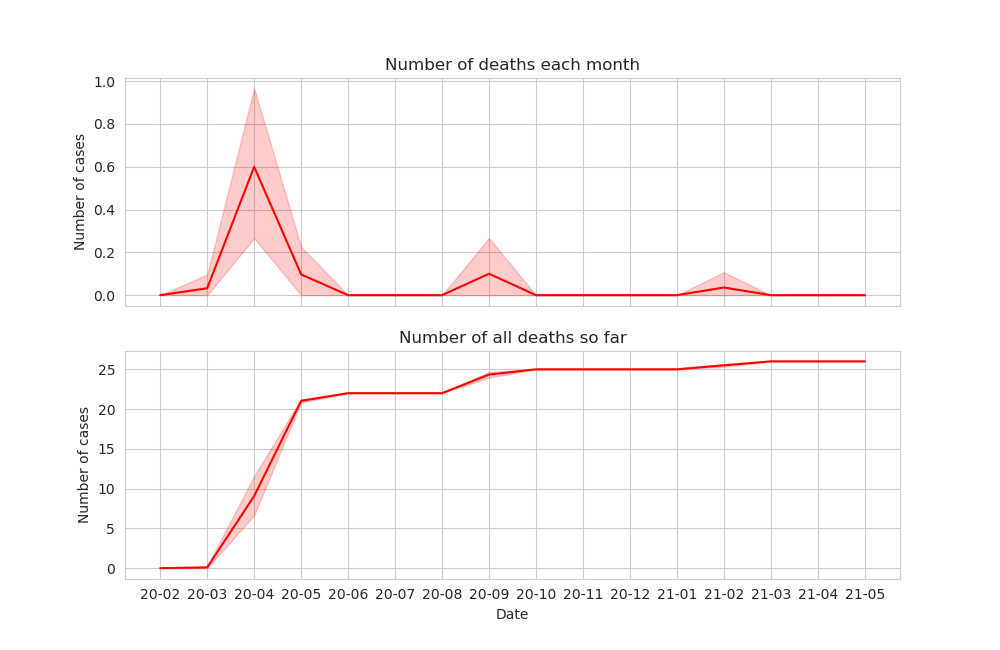 Number of deaths each month
Number of cases
1.0
0.8
0.6
0.4
0.2
0.0
Number of all deaths so far
Number of cases
25
20
15
10
5
0
20-02 20-03 20-04 20-05 20-06 20-07 20-08 20-09 20-10 20-11 20-12 21-01 21-02 21-03 21-04 21-05
Date